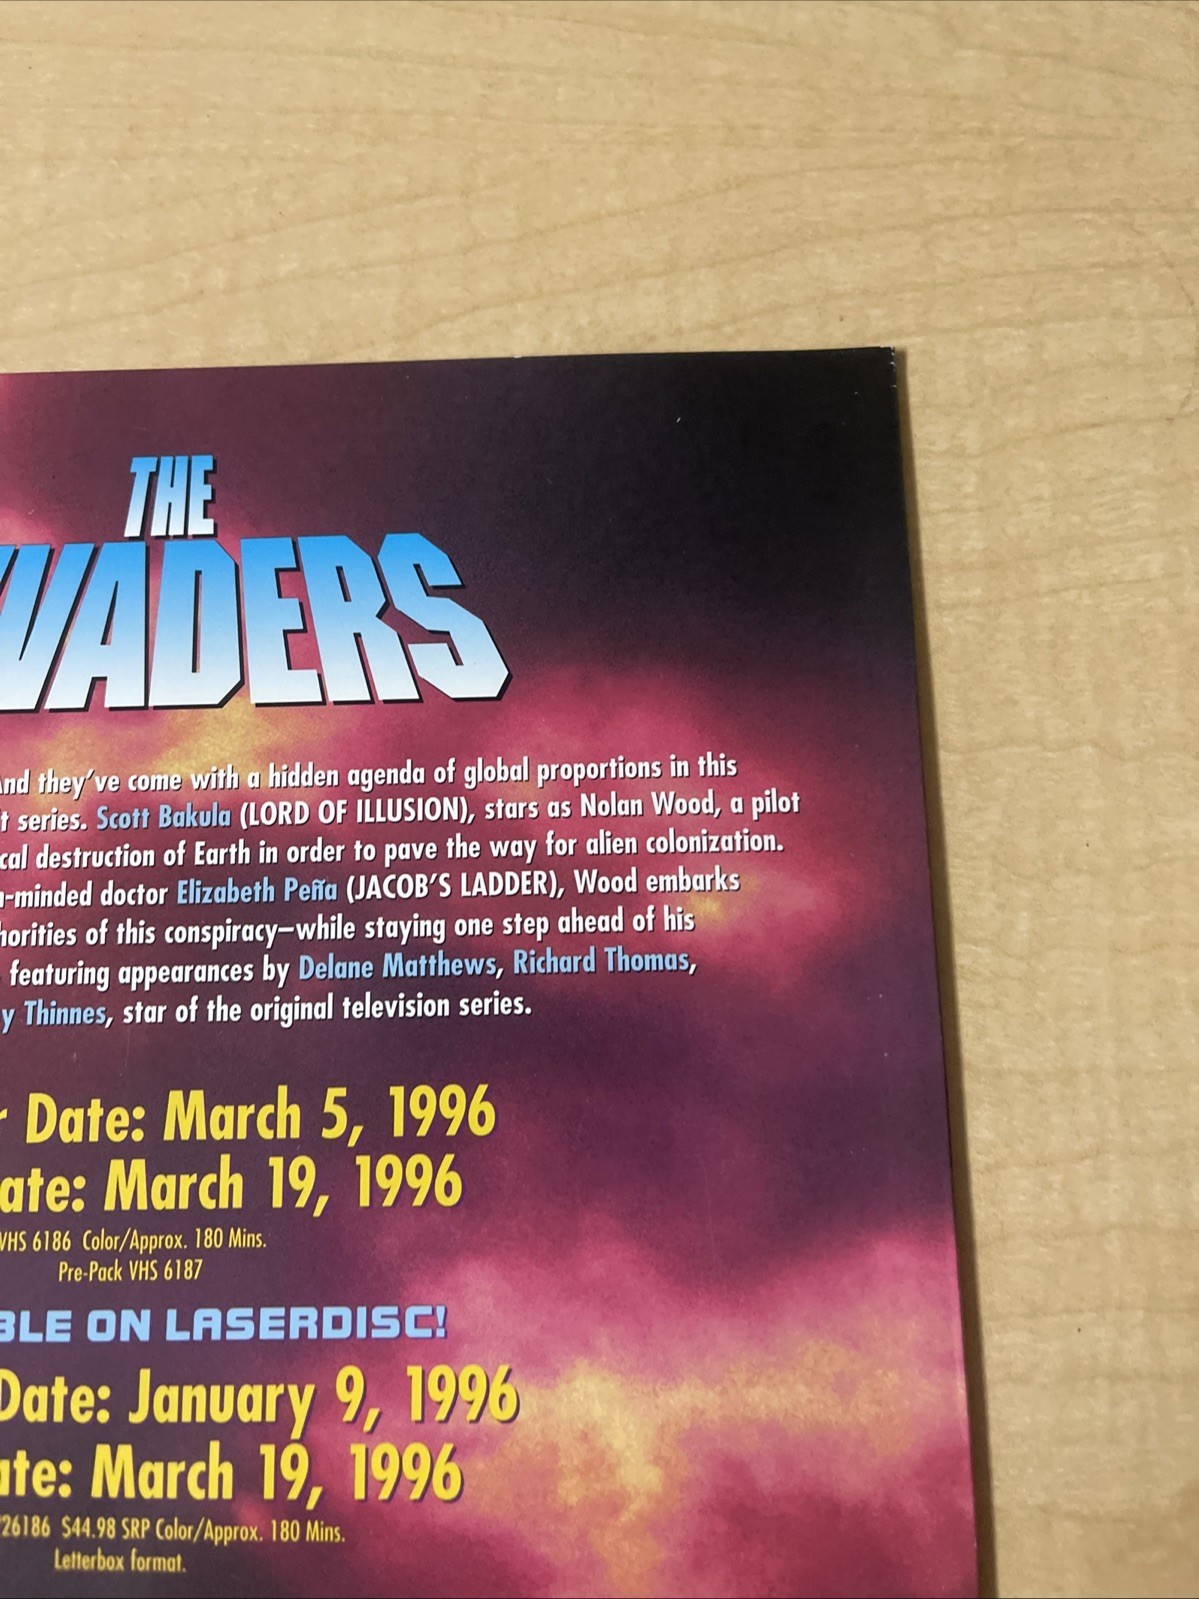 THE
VADERS
And they've come with a hidden agenda of global proportions in this
t series. Scott Bakula (LORD OF ILLUSION), stars as Nolan Wood, a pilot
cal destruction of Earth in order to pave the way for alien colonization.
-minded doctor Elizabeth Peña (JACOB'S LADDER), Wood embarks
horities of this conspiracy—while staying one step ahead of his
featuring appearances by Delane Matthews, Richard Thomas,
y Thinnes, star of the original television series.
r Date: March 5, 1996
ate: March 19, 1996
VHS 6186 Color/Approx. 180 Mins.
Pre-Pack VHS 6187
BLE ON LASERDISC!
Date: January 9, 1996
ate: March 19, 1996
26186 $44.98 SRP Color/Approx. 180 Mins.
Letterbox format.